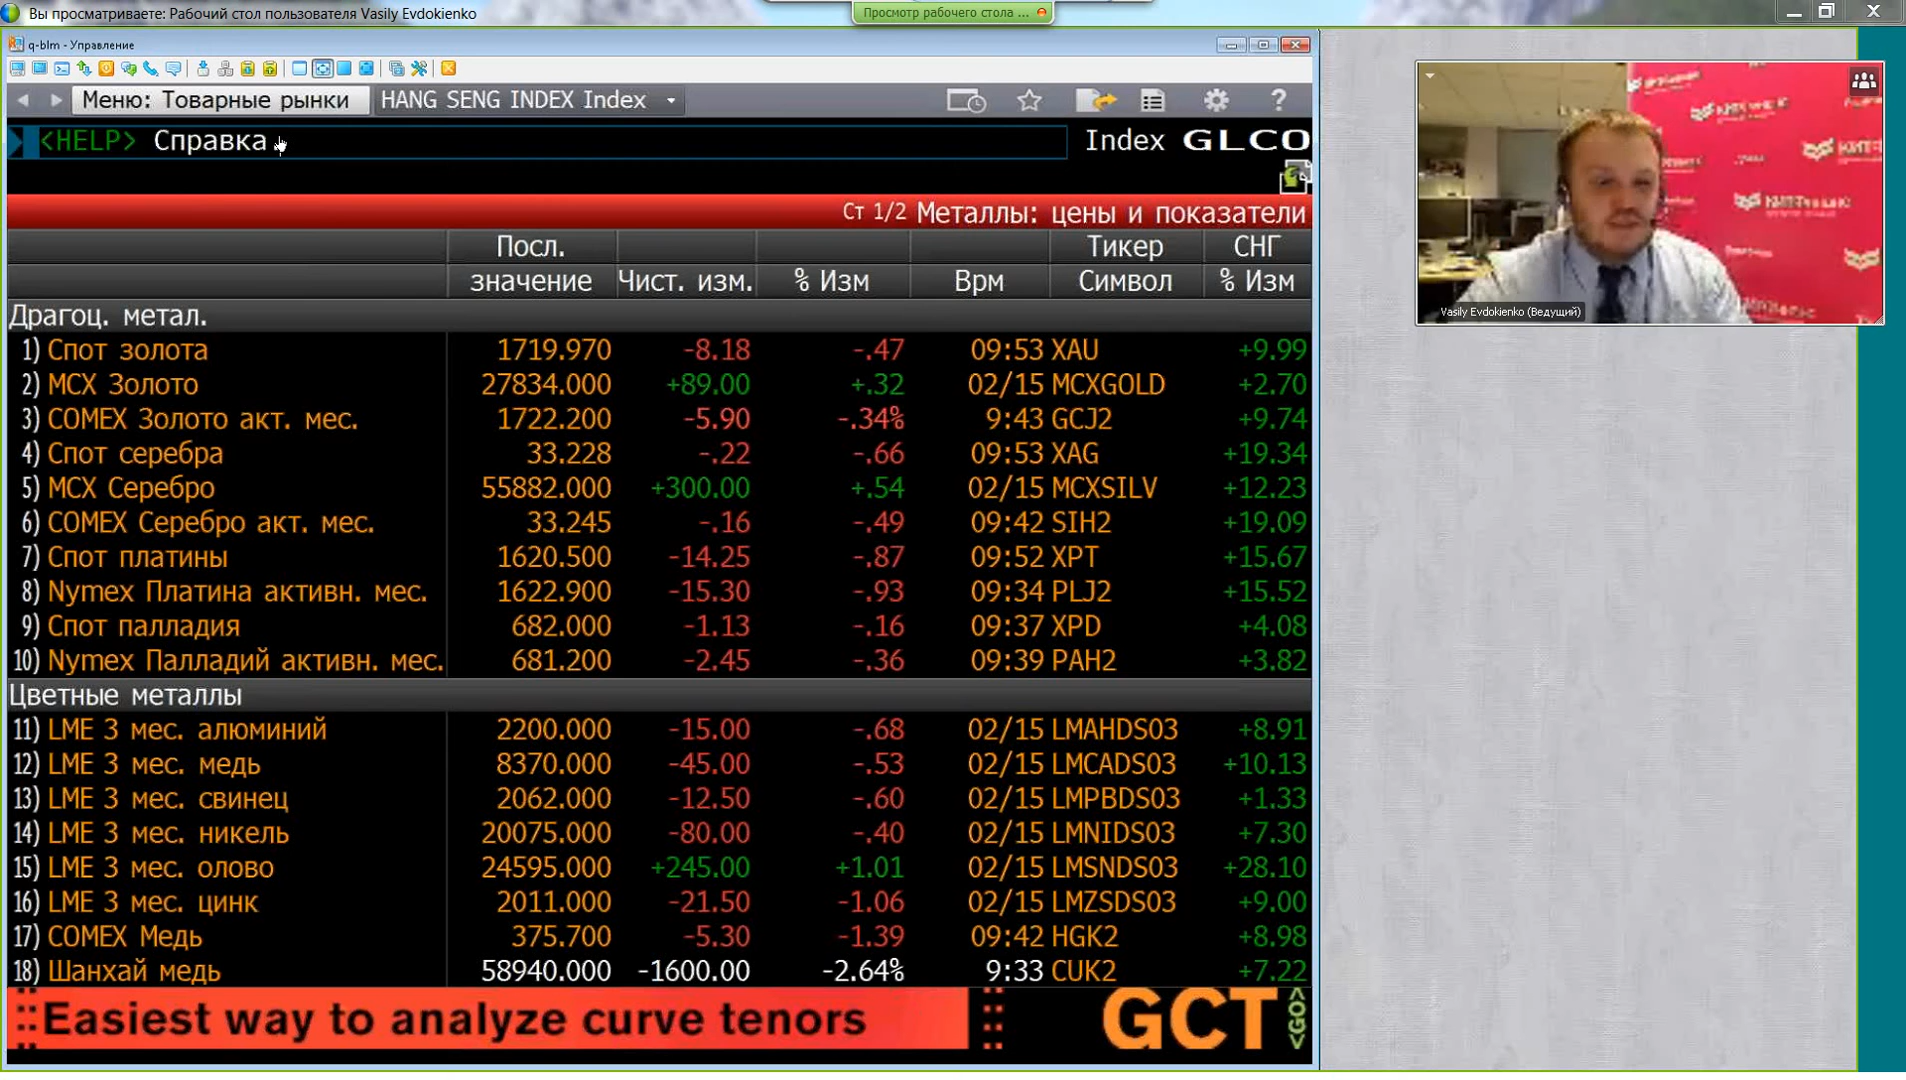 Вы просматриваете: Рабочий стол пользователя Vasily Evdokienko
Просмотр рабочего стола ...
q-blm - Управление
Меню: Товарные рынки HANG SENG INDEX Index
<HELP> Справка Index GLCO
Ст 1/2 Металлы: цены и показатели
Посл. Тикер СНГ
значение Чист. изм. % Изм Врм Символ % Изм
Драгоц. метал.
1) Спот золота 1719.970 -8.18 -.47 09:53 XAU +9.99
2) MCX Золото 27834.000 +89.00 +.32 02/15 MCXGOLD +2.70
3) COMEX Золото акт. мес. 1722.200 -5.90 -.34% 9:43 GCJ2 +9.74
4) Спот серебра 33.228 -.22 -.66 09:53 XAG +19.34
5) MCX Серебро 55882.000 +300.00 +.54 02/15 MCXSILV +12.23
6) COMEX Серебро акт. мес. 33.245 -.16 -.49 09:42 SIH2 +19.09
7) Спот платины 1620.500 -14.25 -.87 09:52 XPT +15.67
8) Nymex Платина активн. мес. 1622.900 -15.30 -.93 09:34 PLJ2 +15.52
9) Спот палладия 682.000 -1.13 -.16 09:37 XPD +4.08
10) Nymex Палладий активн. мес. 681.200 -2.45 -.36 09:39 PAH2 +3.82
Цветные металлы
11) LME 3 мес. алюминий 2200.000 -15.00 -.68 02/15 LMAHDS03 +8.91
12) LME 3 мес. медь 8370.000 -45.00 -.53 02/15 LMCADS03 +10.13
13) LME 3 мес. свинец 2062.000 -12.50 -.60 02/15 LMPBDS03 +1.33
14) LME 3 мес. никель 20075.000 -80.00 -.40 02/15 LMNIDS03 +7.30
15) LME 3 мес. олово 24595.000 +245.00 +1.01 02/15 LMSNDS03 +28.10
16) LME 3 мес. цинк 2011.000 -21.50 -1.06 02/15 LMZSDS03 +9.00
17) COMEX Медь 375.700 -5.30 -1.39 09:42 HGK2 +8.98
18) Шанхай медь 58940.000 -1600.00 -2.64% 9:33 CUK2 +7.22
Easiest way to analyze curve tenors GCT <GO>
Vasily Evdokienko (Ведущий)